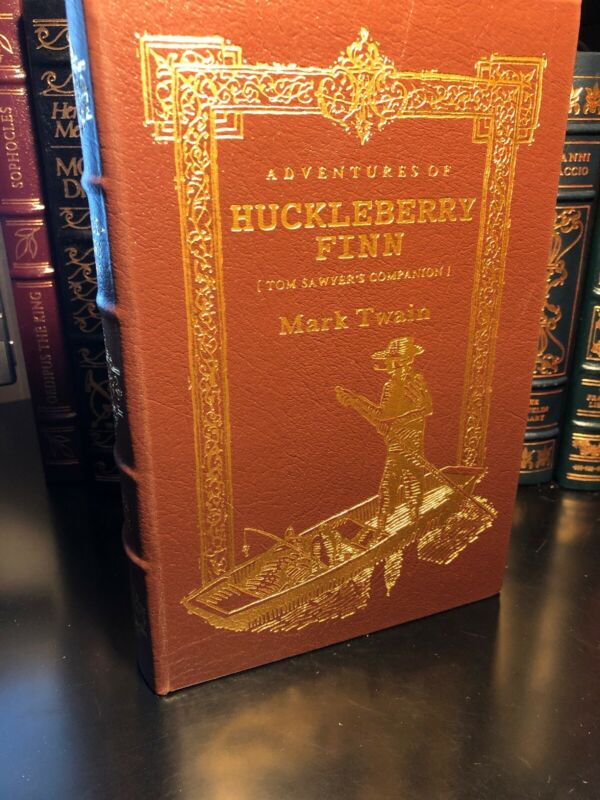 ADVENTURES OF
HUCKLEBERRY
FINN
[ TOM SAWYER'S COMPANION ]
Mark Twain
SOPHOCLES
OEDIPUS THE KING